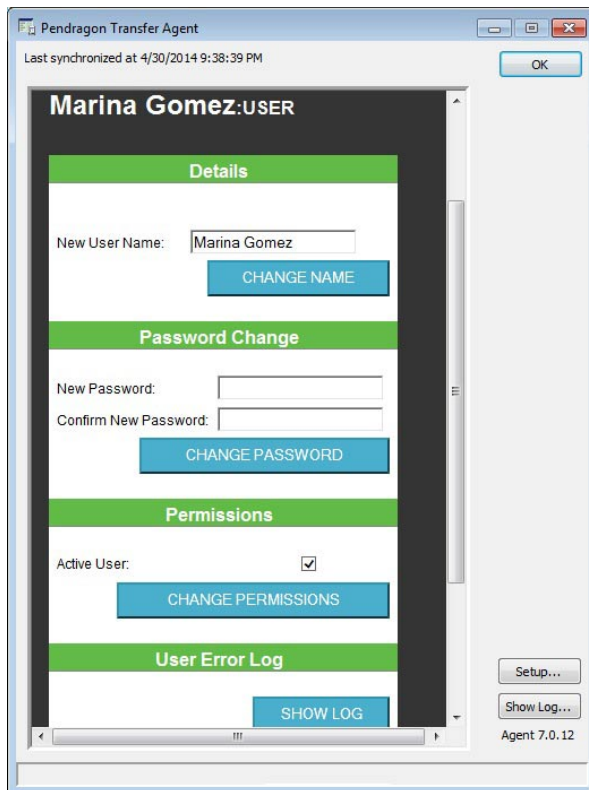 Pendragon Transfer Agent
Last synchronized at 4/30/2014 9:38:39 PM
OK
Marina Gomez:USER
Details
New User Name: Marina Gomez
CHANGE NAME
Password Change
New Password:
Confirm New Password:
CHANGE PASSWORD
Permissions
Active User:
CHANGE PERMISSIONS
User Error Log
SHOW LOG
Setup...
Show Log...
Agent 7.0.12